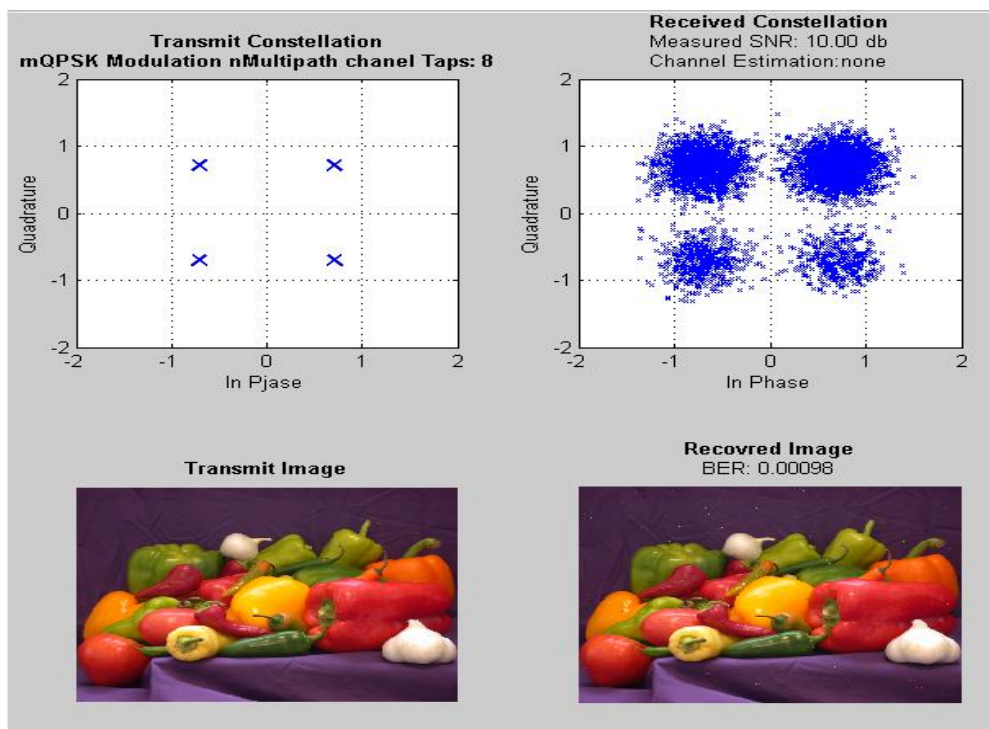 Transmit Constellation
mQPSK Modulation nMultipath chanel Taps: 8
2
1
0
-1
-2
-2
-1
0
1
2
Quadrature
In Pjase
Received Constellation
Measured SNR: 10.00 db
Channel Estimation:none
2
1
0
-1
-2
-2
-1
0
1
2
Quadrature
In Phase
Transmit Image
Recovred Image
BER: 0.00098